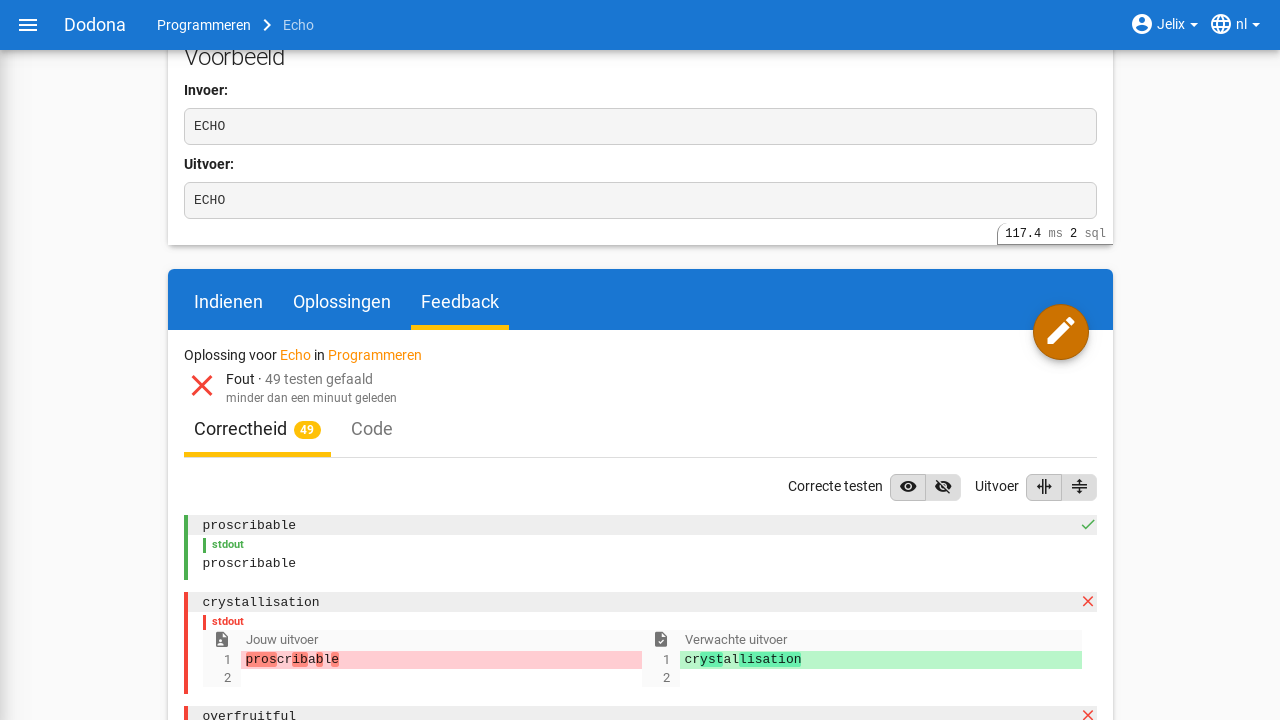 Dodona Programmeren Echo Jelix nl
Voorbeeld
Invoer:
ECHO
Uitvoer:
ECHO
117.4 ms 2 sql
Indienen Oplossingen Feedback
Oplossing voor Echo in Programmeren
Fout · 49 testen gefaald
minder dan een minuut geleden
Correctheid 49 Code
Correcte testen Uitvoer
proscribable
stdout
proscribable
crystallisation
stdout
Jouw uitvoer Verwachte uitvoer
1 proscribable 1 crystallisation
2 2
overfruitful